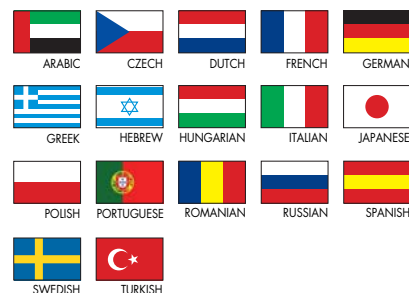 ARABIC CZECH DUTCH FRENCH GERMAN
GREEK HEBREW HUNGARIAN ITALIAN JAPANESE
POLISH PORTUGUESE ROMANIAN RUSSIAN SPANISH
SWEDISH TURKISH